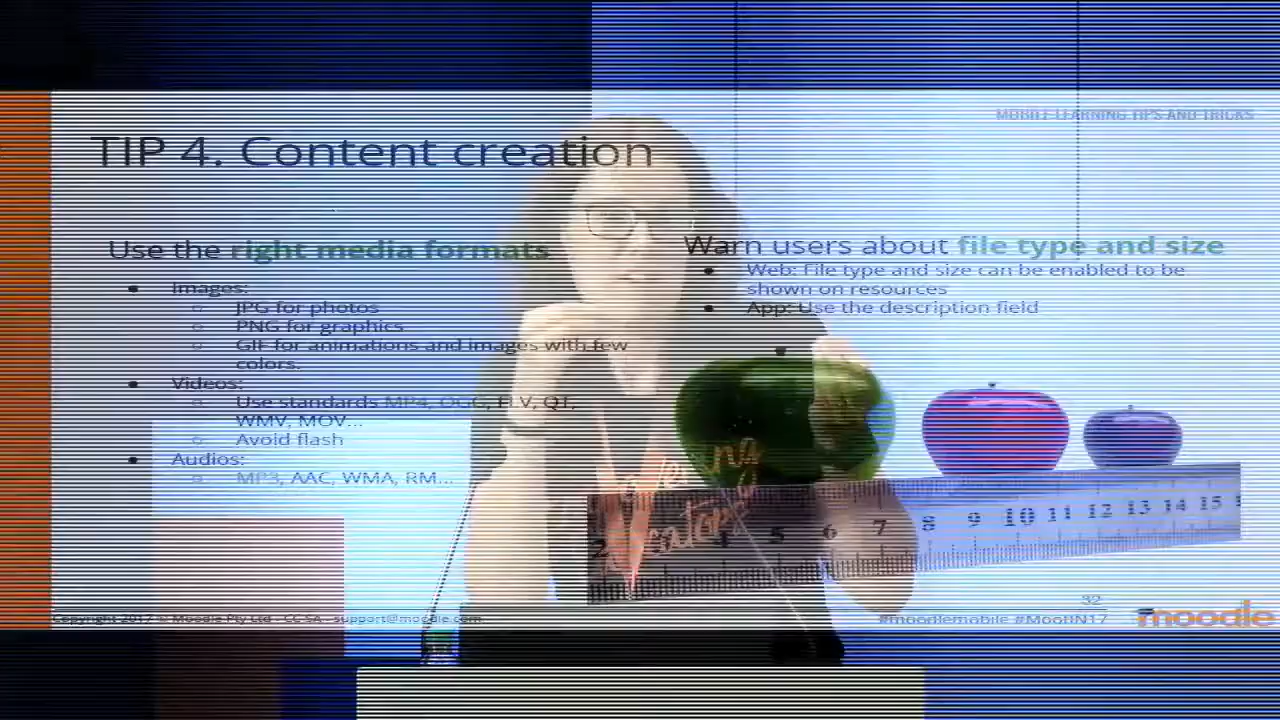 MOBILE LEARNING TIPS AND TRICKS
TIP 4. Content creation
Use the right media formats
Images:
JPG for photos
PNG for graphics
GIF for animations and images with few
colors.
Videos:
Use standards MP4, OGG, FLV, QT,
WMV, MOV...
Avoid flash
Audios:
MP3, AAC, WMA, RM...
Warn users about file type and size
Web: File type and size can be enabled to be
shown on resources
App: Use the description field
2 4 5 6 7 8 9 10 11 12 13 14 15
32
Copyright 2017 © Moodle Pty Ltd - CC SA - support@moodle.com
#moodlemobile #MootIN17
moodle